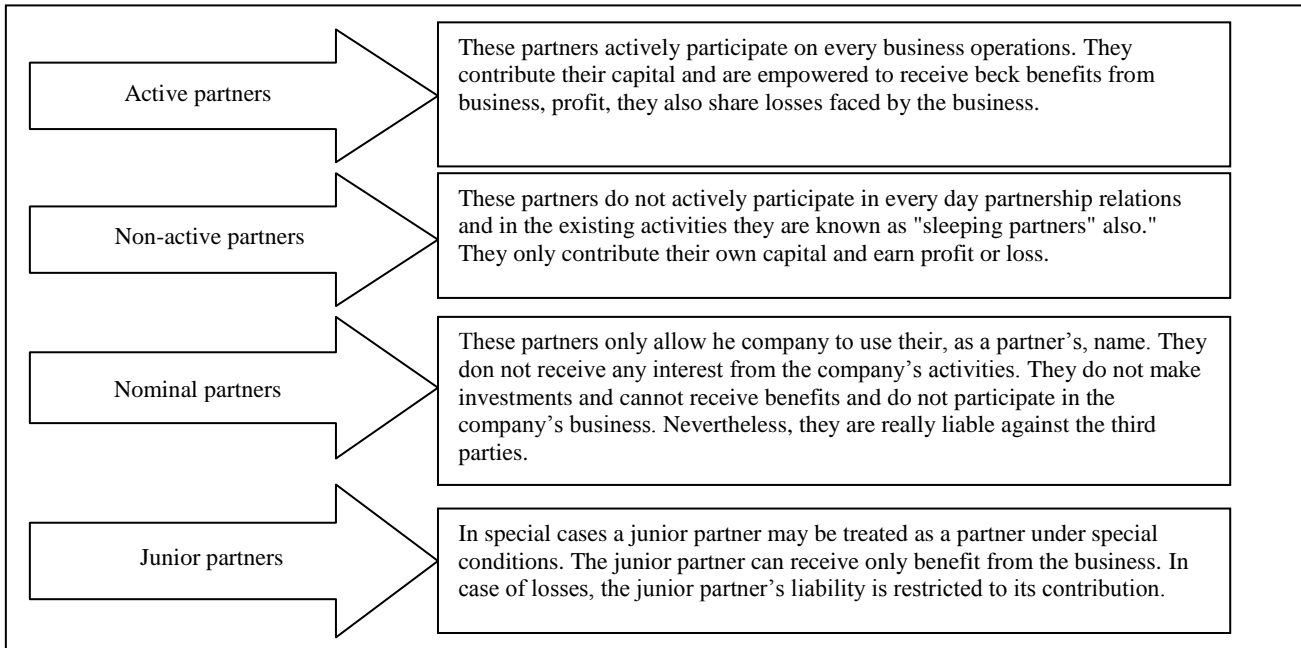 Active partners
These partners actively participate on every business operations. They
contribute their capital and are empowered to receive beck benefits from
business, profit, they also share losses faced by the business.
Non-active partners
These partners do not actively participate in every day partnership relations
and in the existing activities they are known as "sleeping partners" also."
They only contribute their own capital and earn profit or loss.
Nominal partners
These partners only allow he company to use their, as a partner’s, name. They
don not receive any interest from the company’s activities. They do not make
investments and cannot receive benefits and do not participate in the
company’s business. Nevertheless, they are really liable against the third
parties.
Junior partners
In special cases a junior partner may be treated as a partner under special
conditions. The junior partner can receive only benefit from the business. In
case of losses, the junior partner’s liability is restricted to its contribution.